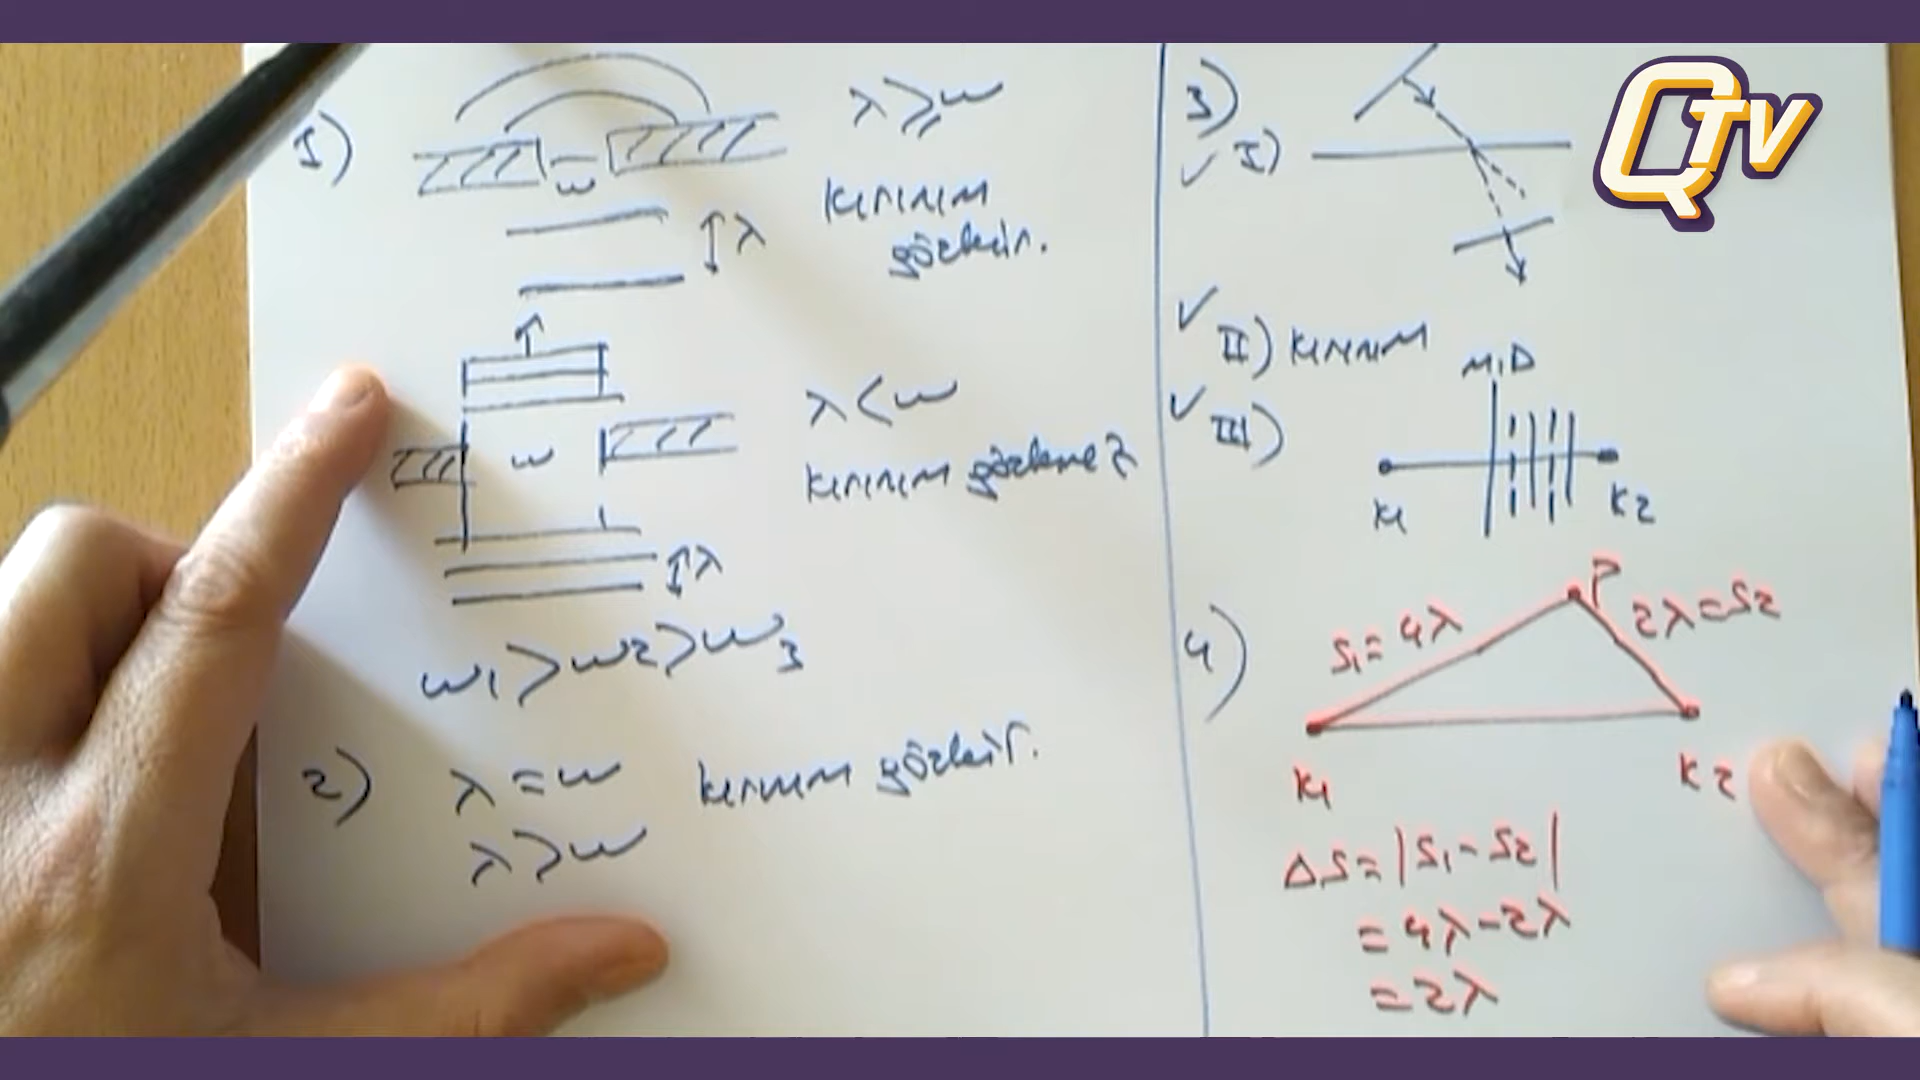 1)
λ ⩾ w
w
kırınım
gözlenir.
λ
λ < w
w
kırınım gözlenmez
λ
w1 > w2 > w3
2) λ = w kırınım gözlenir.
λ > w
3)
✓ I)
✓ II) kırınım
M.D
✓ III)
K1 K2
4)
P
S1 = 4λ 2λ = S2
K1 K2
ΔS = |S1 - S2|
= 4λ - 2λ
= 2λ
QTV